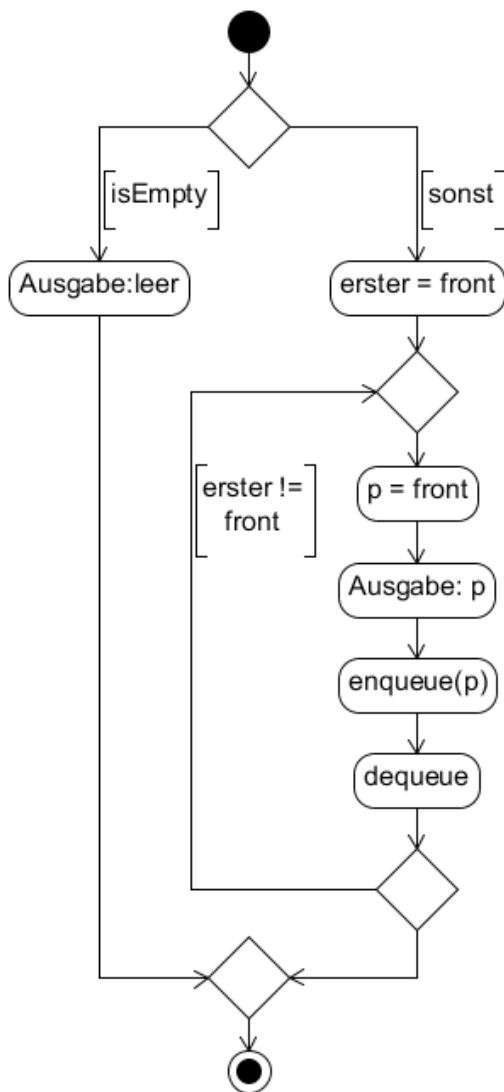 [isEmpty]
[sonst]
Ausgabe:leer
erster = front
[erster !=
front]
p = front
Ausgabe: p
enqueue(p)
dequeue